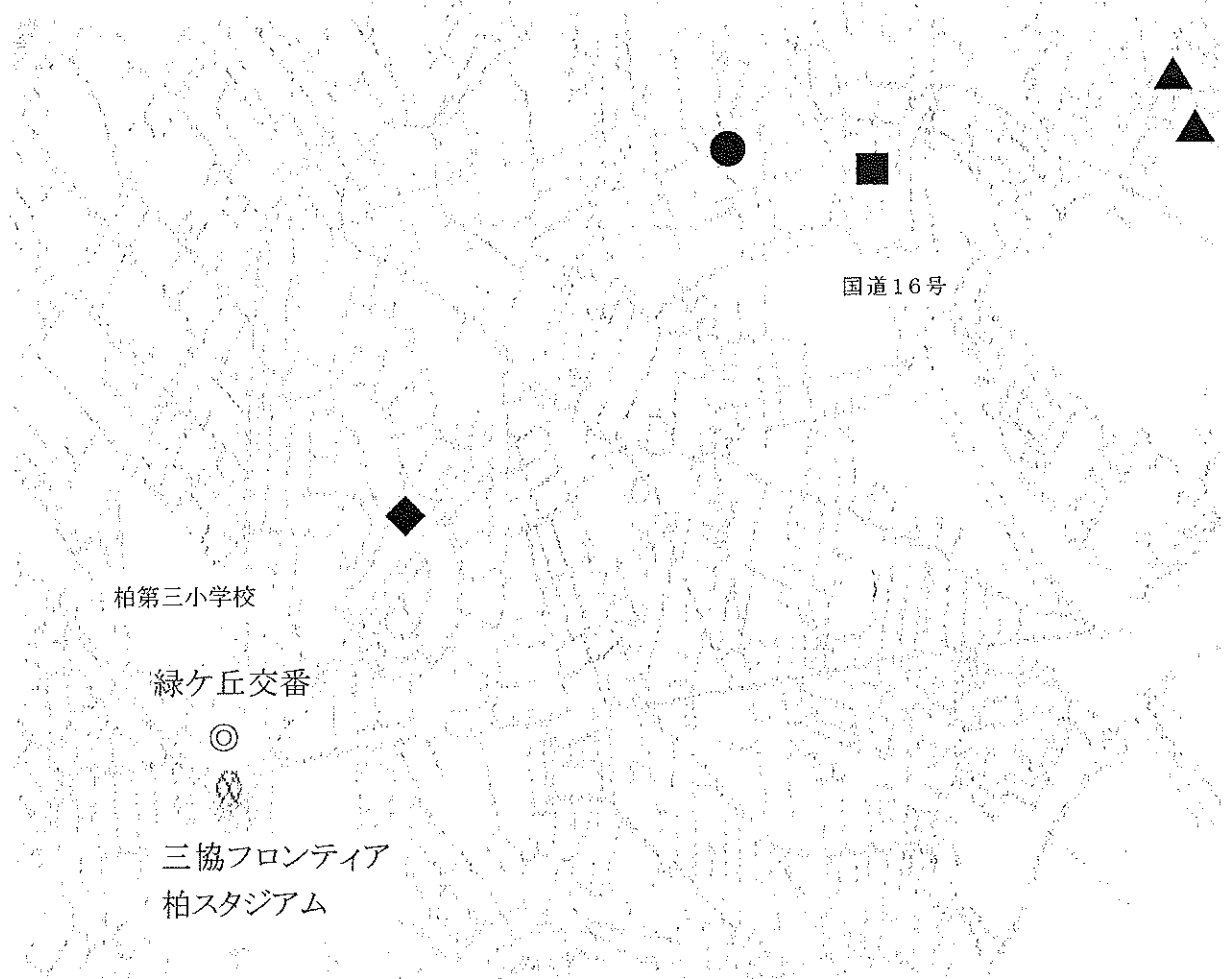 国道16号
柏第三小学校
緑ケ丘交番
三協フロンティア
柏スタジアム